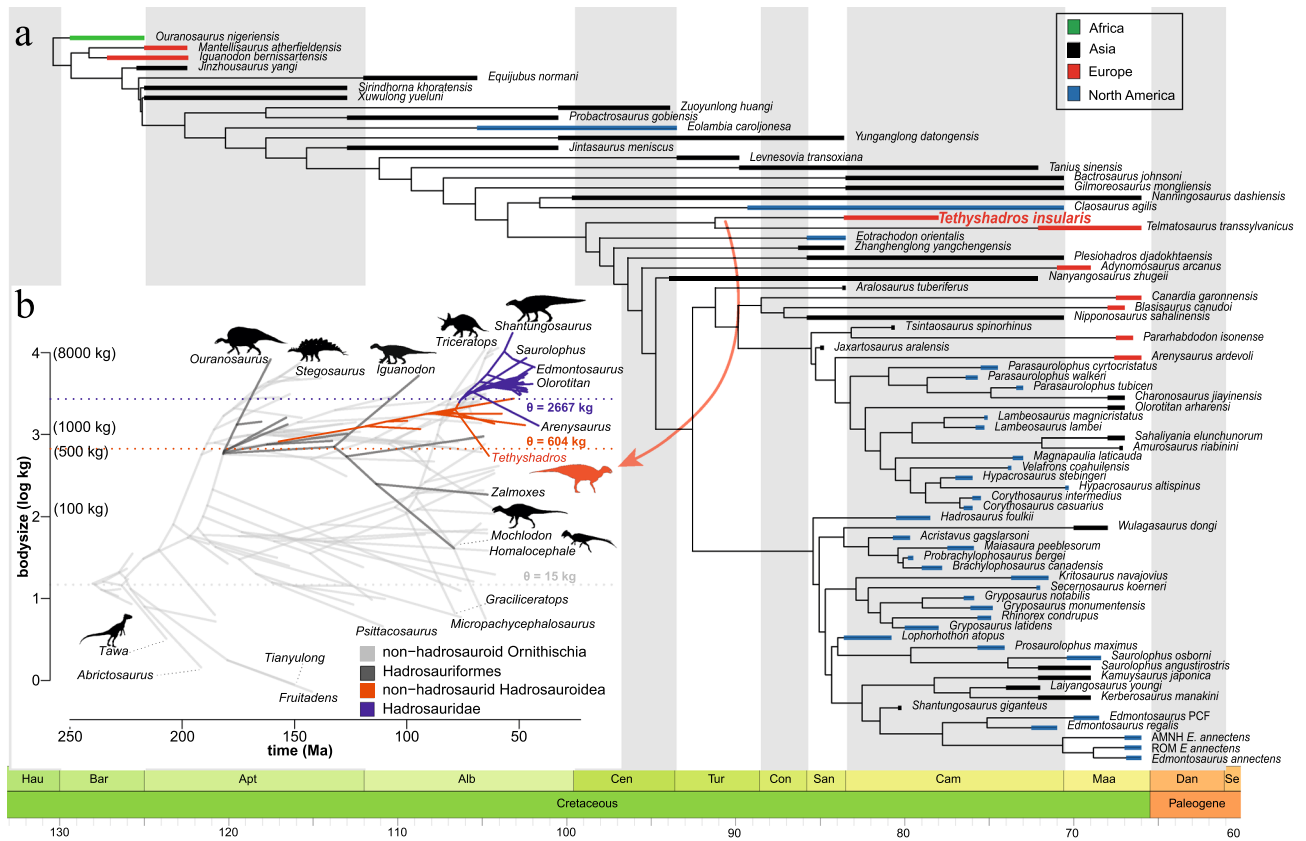 a
Africa
Asia
Europe
North America
Ouranosaurus nigeriensis
Mantellisaurus atherfieldensis
Iguanodon bernissartensis
Jinzhousaurus yangi
Equijubus normani
Sirindhorna khoratensis
Xuwulong yueluni
Zuoyunlong huangi
Probactrosaurus gobiensis
Eolambia caroljonesa
Yunganglong datongensis
Jintasaurus meniscus
Levnesovia transoxiana
Tanius sinensis
Bactrosaurus johnsoni
Gilmoreosaurus mongliensis
Nanningosaurus dashiensis
Claosaurus agilis
Tethyshadros insularis
Telmatosaurus transsylvanicus
Eotrachodon orientalis
Zhanghenglong yangchengensis
Plesiohadros djadokhtaensis
Adynomosaurus arcanus
Nanyangosaurus zhugeii
Aralosaurus tuberiferus
Canardia garonnensis
Blasisaurus canudoi
Nipponosaurus sahalinensis
Tsintaosaurus spinorhinus
Pararhabdodon isonense
Jaxartosaurus aralensis
Arenysaurus ardevoli
Parasaurolophus cyrtocristatus
Parasaurolophus walkeri
Parasaurolophus tubicen
Charonosaurus jiayinensis
Olorotitan arharensi
Lambeosaurus magnicristatus
Lambeosaurus lambei
Sahaliyania elunchunorum
Amurosaurus riabinini
Magnapaulia laticauda
Velafrons coahuilensis
Hypacrosaurus stebingeri
Hypacrosaurus altispinus
Corythosaurus intermedius
Corythosaurus casuarius
Hadrosaurus foulkii
Wulagasaurus dongi
Acristavus gagslarsoni
Maiasaura peeblesorum
Probrachylophosaurus bergei
Brachylophosaurus canadensis
Kritosaurus navajovius
Secernosaurus koerneri
Gryposaurus notabilis
Gryposaurus monumentensis
Rhinorex condrupus
Gryposaurus latidens
Lophorhothon atopus
Prosaurolophus maximus
Saurolophus osborni
Saurolophus angustirostris
Kamuysaurus japonica
Laiyangosaurus youngi
Kerberosaurus manakini
Shantungosaurus giganteus
Edmontosaurus PCF
Edmontosaurus regalis
AMNH E. annectens
ROM E annectens
Edmontosaurus annectens
b
bodysize (log kg)
4
(8000 kg)
(1000 kg)
3
(500 kg)
(100 kg)
2
1
0
Ouranosaurus
Stegosaurus
Iguanodon
Triceratops
Shantungosaurus
Saurolophus
Edmontosaurus
Olorotitan
θ = 2667 kg
Arenysaurus
θ = 604 kg
Tethyshadros
Zalmoxes
Mochlodon
Homalocephale
θ = 15 kg
Graciliceratops
Micropachycephalosaurus
Psittacosaurus
Tawa
Abrictosaurus
Tianyulong
Fruitadens
non-hadrosauroid Ornithischia
Hadrosauriformes
non-hadrosaurid Hadrosauroidea
Hadrosauridae
250 200 150 100 50
time (Ma)
Hau Bar Apt Alb Cen Tur Con San Cam Maa Dan Se
Cretaceous Paleogene
130 120 110 100 90 80 70 60